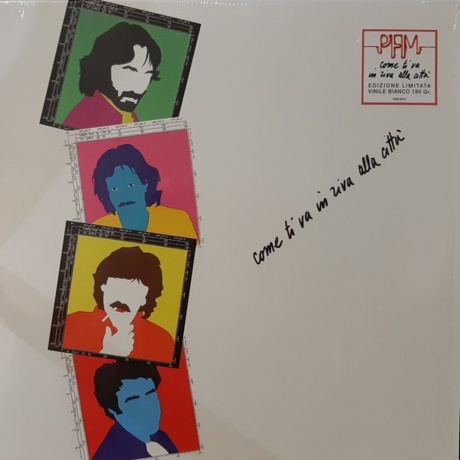 PFM
come ti va
in riva alla città
EDIZIONE LIMITATA
VINILE BIANCO 180 Gr.
come ti va in riva alla città